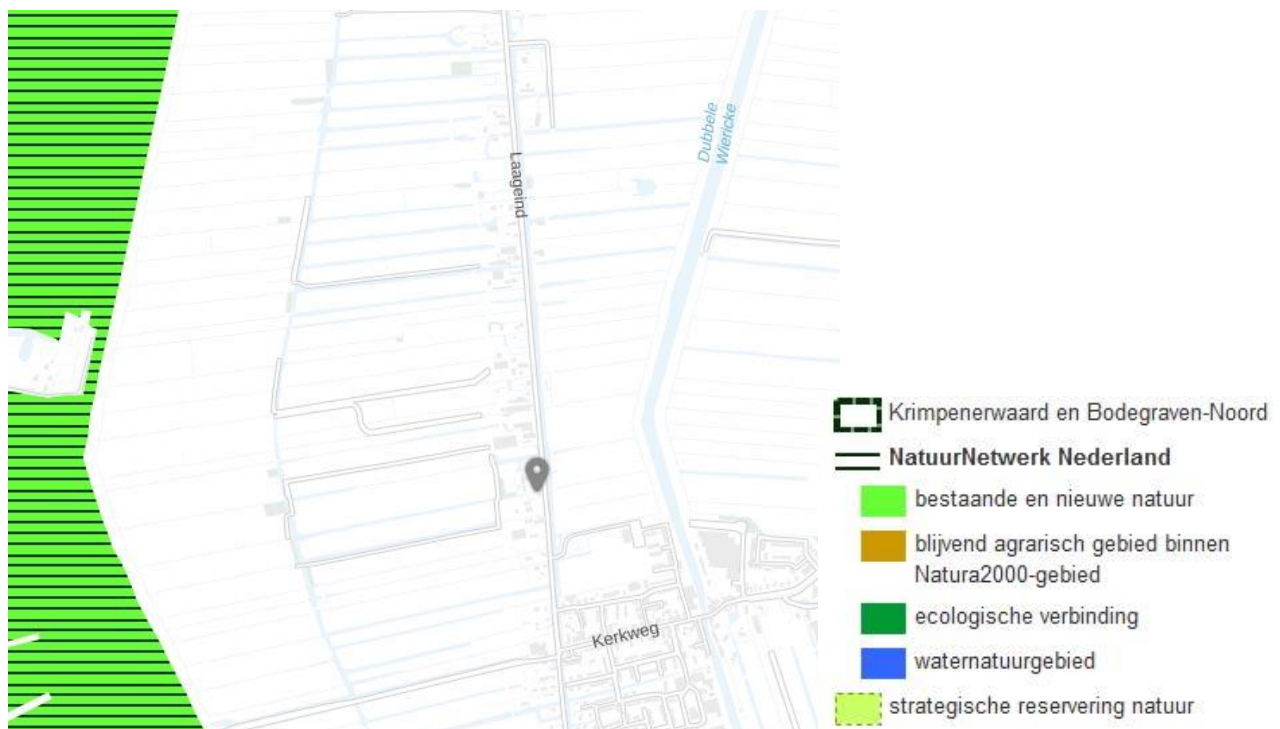 Dubbele
Wiericke
Laageind
Kerkweg
Krimpenerwaard en Bodegraven-Noord
NatuurNetwerk Nederland
bestaande en nieuwe natuur
blijvend agrarisch gebied binnen
Natura2000-gebied
ecologische verbinding
waternatuurgebied
strategische reservering natuur